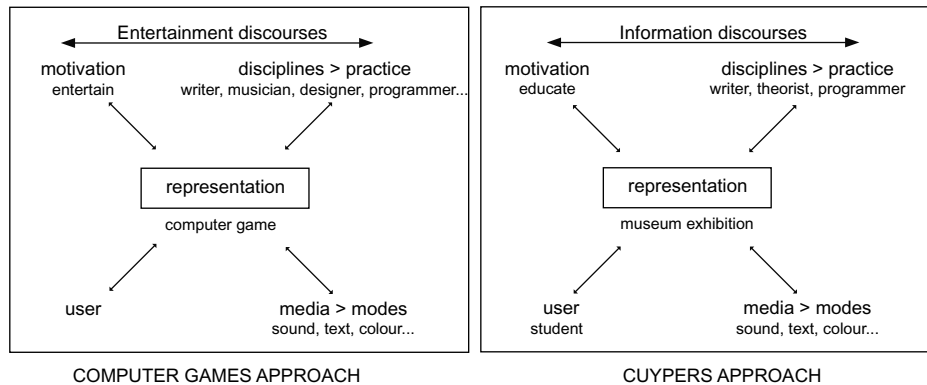 Entertainment discourses
motivation
entertain
disciplines > practice
writer, musician, designer, programmer...
representation
computer game
user
media > modes
sound, text, colour...
COMPUTER GAMES APPROACH
Information discourses
motivation
educate
disciplines > practice
writer, theorist, programmer
representation
museum exhibition
user
student
media > modes
sound, text, colour...
CUYPERS APPROACH